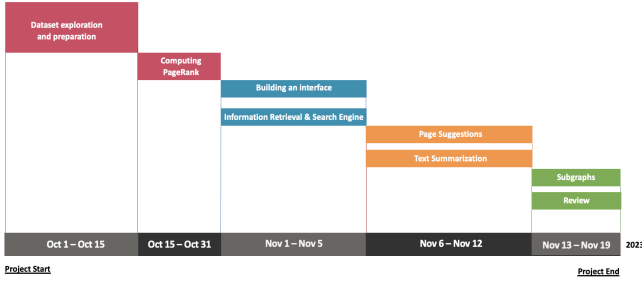 Dataset exploration
and preparation
Computing
PageRank
Building an interface
Information Retrieval & Search Engine
Page Suggestions
Text Summarization
Subgraphs
Review
Oct 1 – Oct 15
Oct 15 – Oct 31
Nov 1 – Nov 5
Nov 6 – Nov 12
Nov 13 – Nov 19
2023
Project Start
Project End